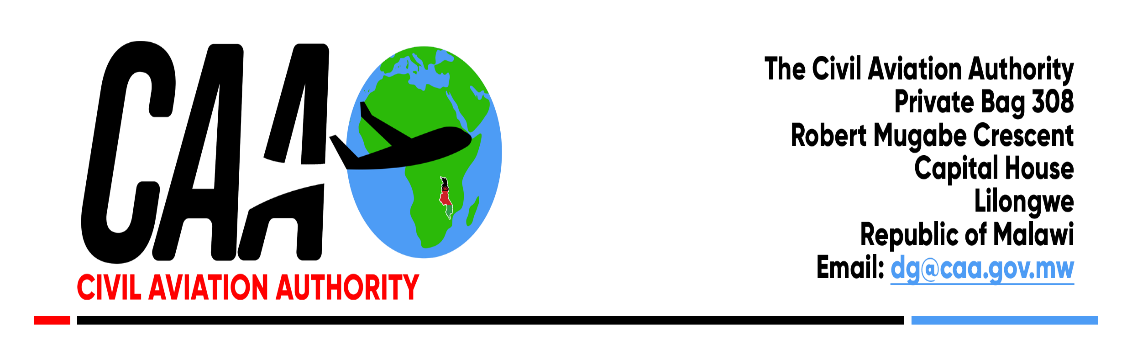 CAA
CIVIL AVIATION AUTHORITY
The Civil Aviation Authority
Private Bag 308
Robert Mugabe Crescent
Capital House
Lilongwe
Republic of Malawi
Email: dg@caa.gov.mw